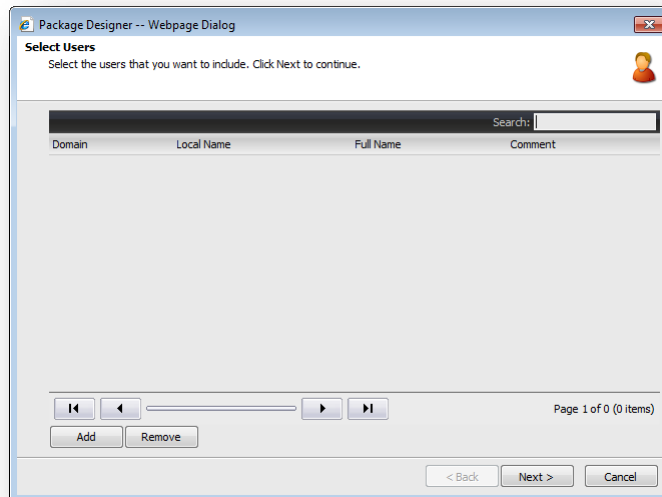 Package Designer -- Webpage Dialog
Select Users
Select the users that you want to include. Click Next to continue.
Search:
Domain Local Name Full Name Comment
Page 1 of 0 (0 items)
Add Remove
< Back Next > Cancel